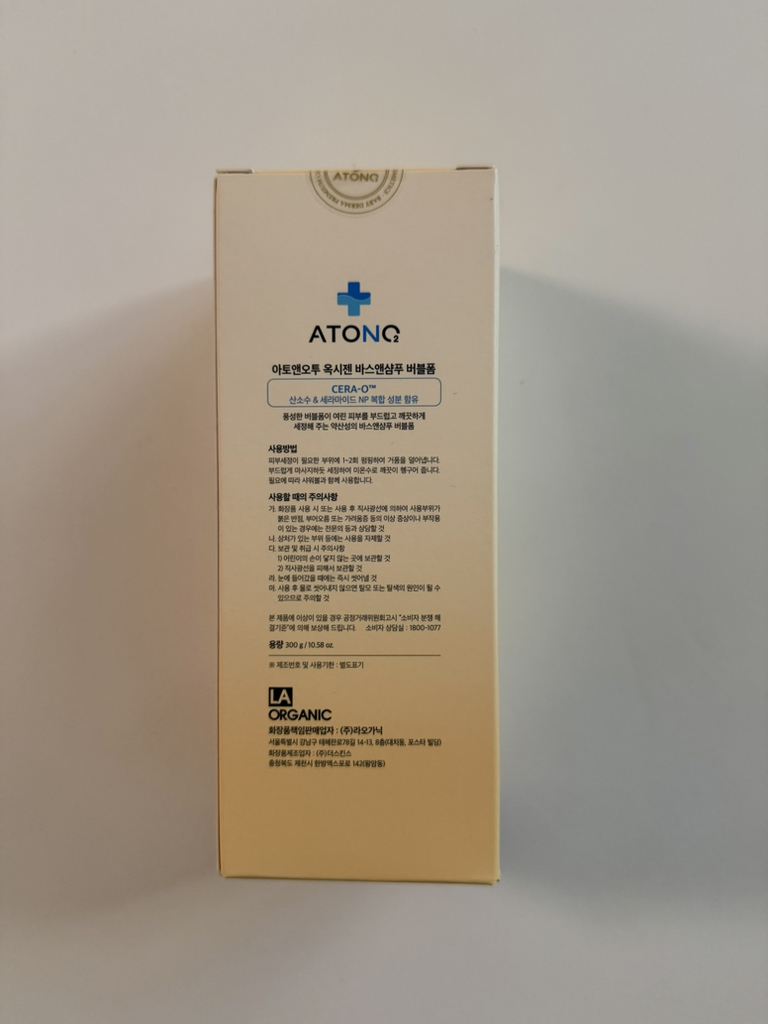 ATONO2
BABY DERMA PREMIUM
ATONO2
아토앤오투 옥시젠 바스앤샴푸 버블폼
CERA-O™
산소수 & 세라마이드 NP 복합 성분 함유
풍성한 버블폼이 여린 피부를 부드럽고 깨끗하게
세정해 주는 약산성의 바스앤샴푸 버블폼
사용방법
피부세정이 필요한 부위에 1~2회 펌핑하여 거품을 덜어냅니다.
부드럽게 마사지하듯 세정하여 미온수로 깨끗이 헹구어 줍니다.
필요에 따라 샤워볼과 함께 사용합니다.
사용할 때의 주의사항
가. 화장품 사용 시 또는 사용 후 직사광선에 의하여 사용부위가
붉은 반점, 부어오름 또는 가려움증 등의 이상 증상이나 부작용
이 있는 경우에는 전문의 등과 상담할 것
나. 상처가 있는 부위 등에는 사용을 자제할 것
다. 보관 및 취급 시 주의사항
1) 어린이의 손이 닿지 않는 곳에 보관할 것
2) 직사광선을 피해서 보관할 것
라. 눈에 들어갔을 때에는 즉시 씻어낼 것
마. 사용 후 물로 씻어내지 않으면 탈모 또는 탈색의 원인이 될 수
있으므로 주의할 것
본 제품에 이상이 있을 경우 공정거래위원회고시 "소비자 분쟁 해
결기준"에 의해 보상해 드립니다. 소비자 상담실 : 1800-1077
용량 300 g / 10.58 oz.
※ 제조번호 및 사용기한 : 별도표기
LA
ORGANIC
화장품책임판매업자 : (주)라오가닉
서울특별시 강남구 테헤란로78길 14-13, 8층(대치동, 포스타 빌딩)
화장품제조업자 : (주)더스킨스
충청북도 제천시 한방엑스포로 142(왕암동)